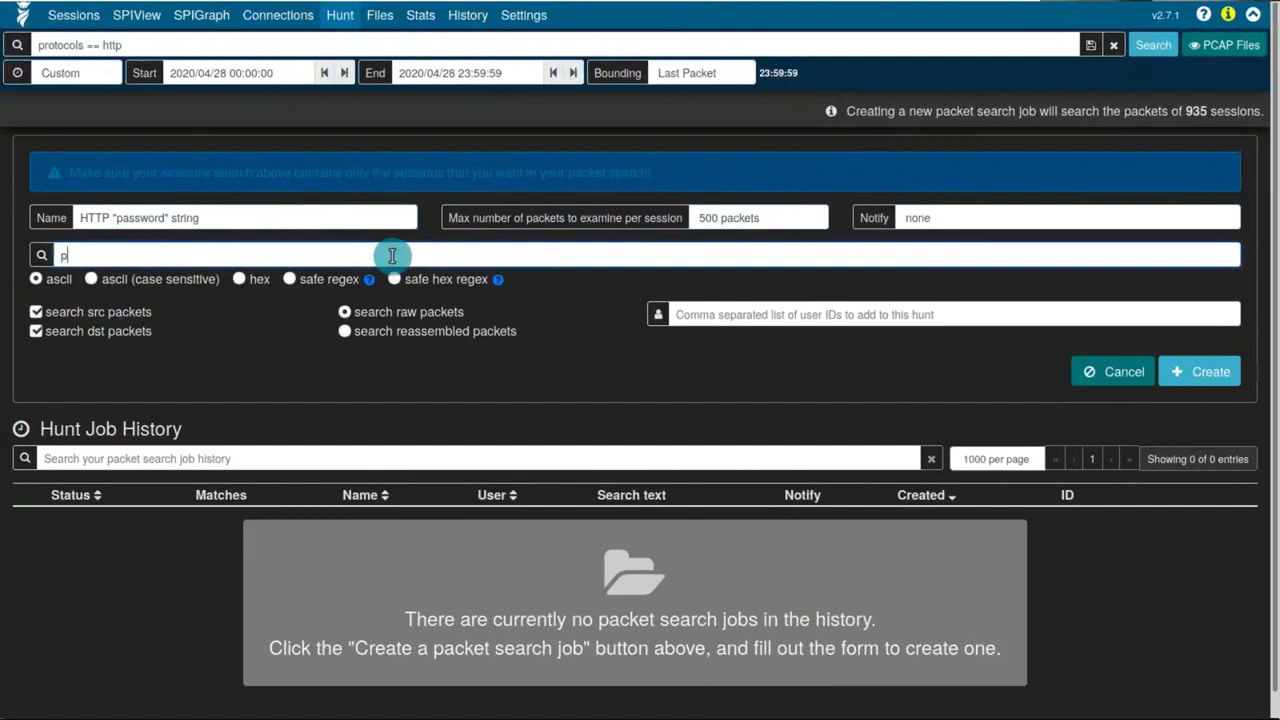 Sessions SPIView SPIGraph Connections Hunt Files Stats History Settings v2.7.1
protocols == http Search PCAP Files
Custom Start 2020/04/28 00:00:00 End 2020/04/28 23:59:59 Bounding Last Packet 23:59:59
Creating a new packet search job will search the packets of 935 sessions.
Make sure your sessions search above contains only the sessions that you want in your packet search!
Name HTTP "password" string Max number of packets to examine per session 500 packets Notify none
p
ascii ascii (case sensitive) hex safe regex safe hex regex
search src packets search raw packets Comma separated list of user IDs to add to this hunt
search dst packets search reassembled packets
Cancel Create
Hunt Job History
Search your packet search job history 1000 per page « ‹ 1 › » Showing 0 of 0 entries
Status Matches Name User Search text Notify Created ID
There are currently no packet search jobs in the history.
Click the "Create a packet search job" button above, and fill out the form to create one.